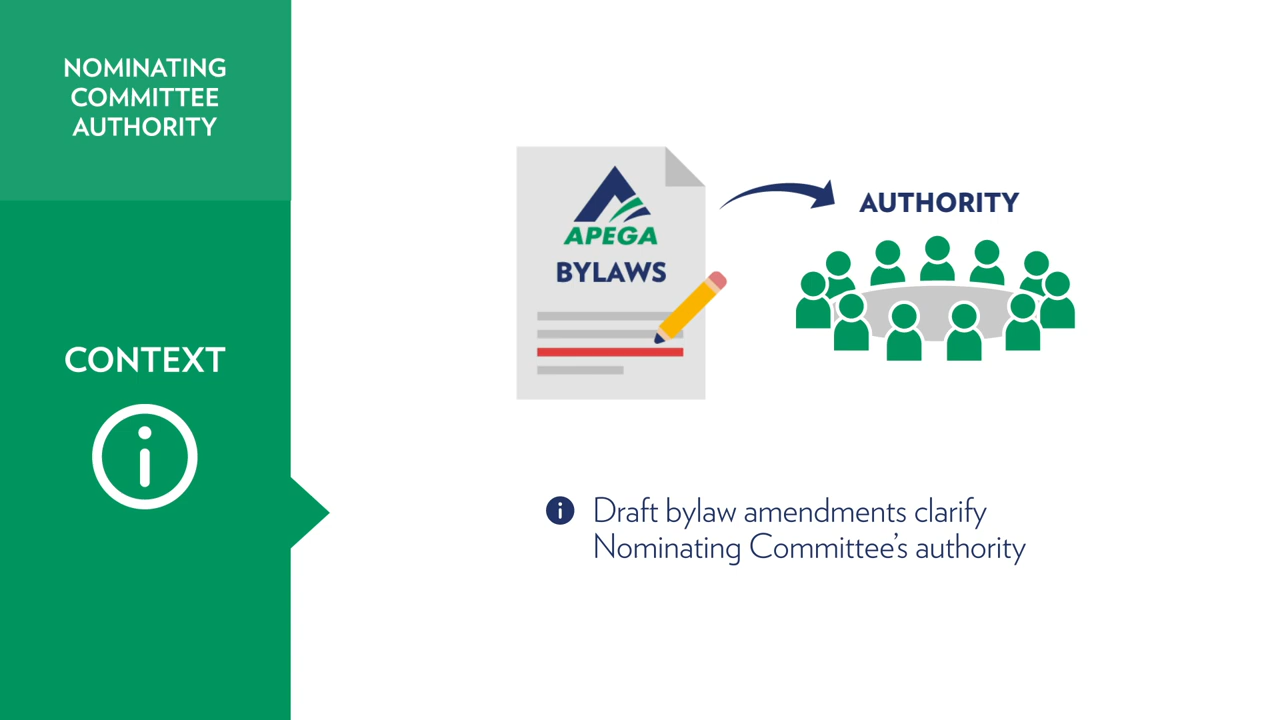 NOMINATING
COMMITTEE
AUTHORITY
CONTEXT
APEGA
BYLAWS
AUTHORITY
Draft bylaw amendments clarify
Nominating Committee's authority